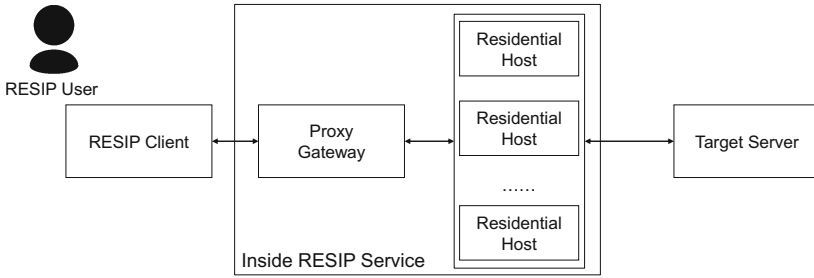 RESIP User
RESIP Client
Proxy
Gateway
Residential
Host
Residential
Host
......
Residential
Host
Target Server
Inside RESIP Service